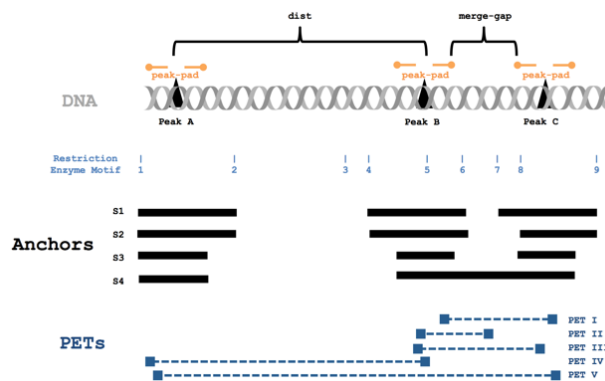 dist
merge-gap
peak-pad
peak-pad
peak-pad
DNA
Peak A
Peak B
Peak C
Restriction
Enzyme Motif
1
2
3
4
5
6
7
8
9
Anchors
S1
S2
S3
S4
PETs
PET I
PET II
PET III
PET IV
PET V